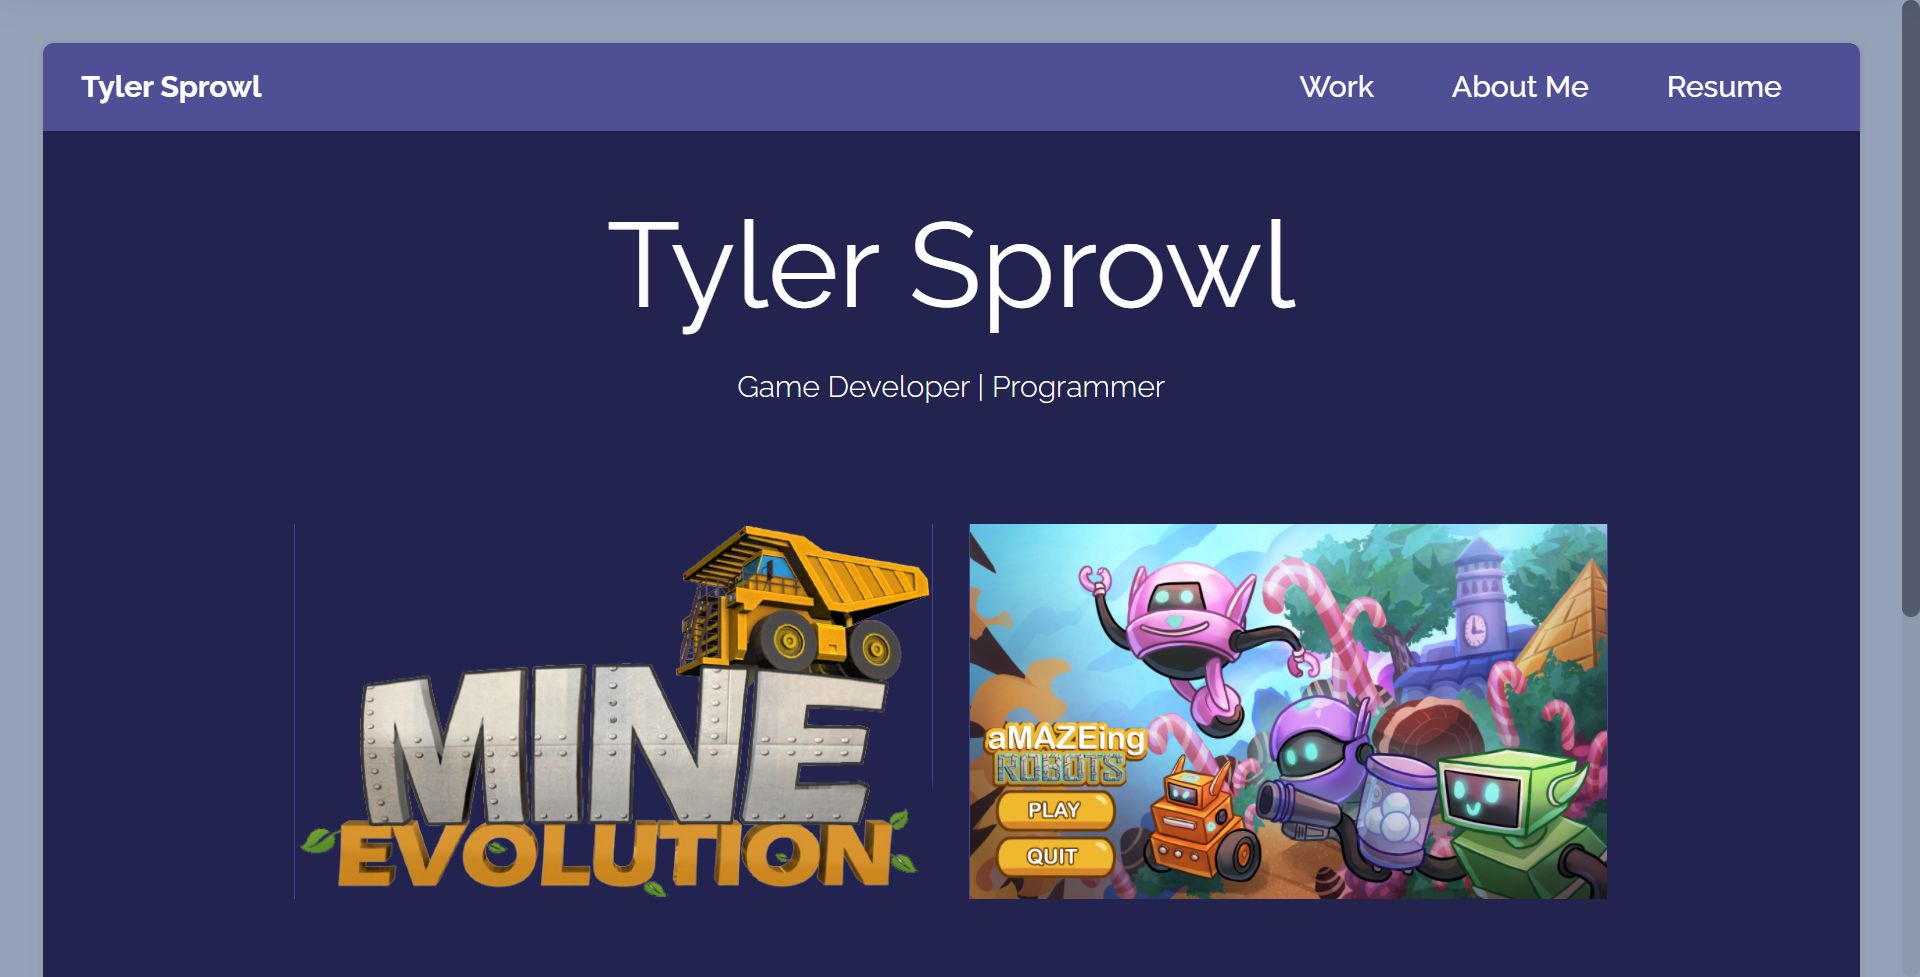 Tyler Sprowl
Work
About Me
Resume
Tyler Sprowl
Game Developer | Programmer
MINE
EVOLUTION
aMAZEing
ROBOTS
PLAY
QUIT